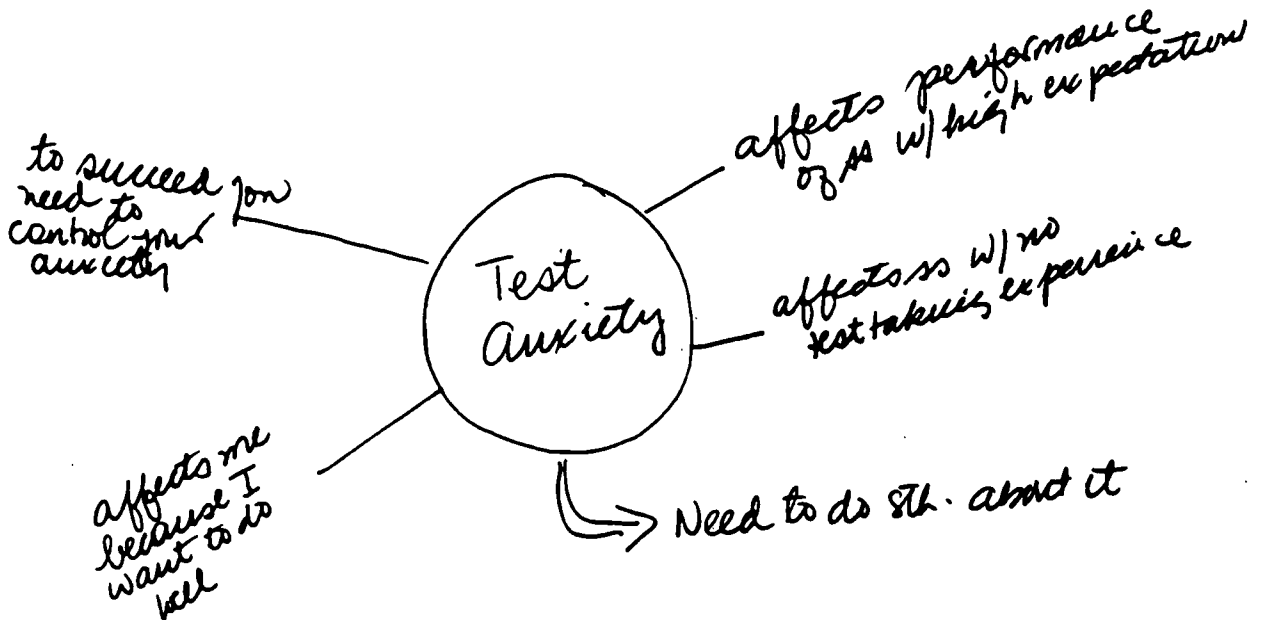 Test
Anxiety
affects performance
of ss w/ high expectation
affects ss w/ no
test taking experience
Need to do sth. about it
affects me
because I
want to do
well
to succeed you
need to
control your
anxiety